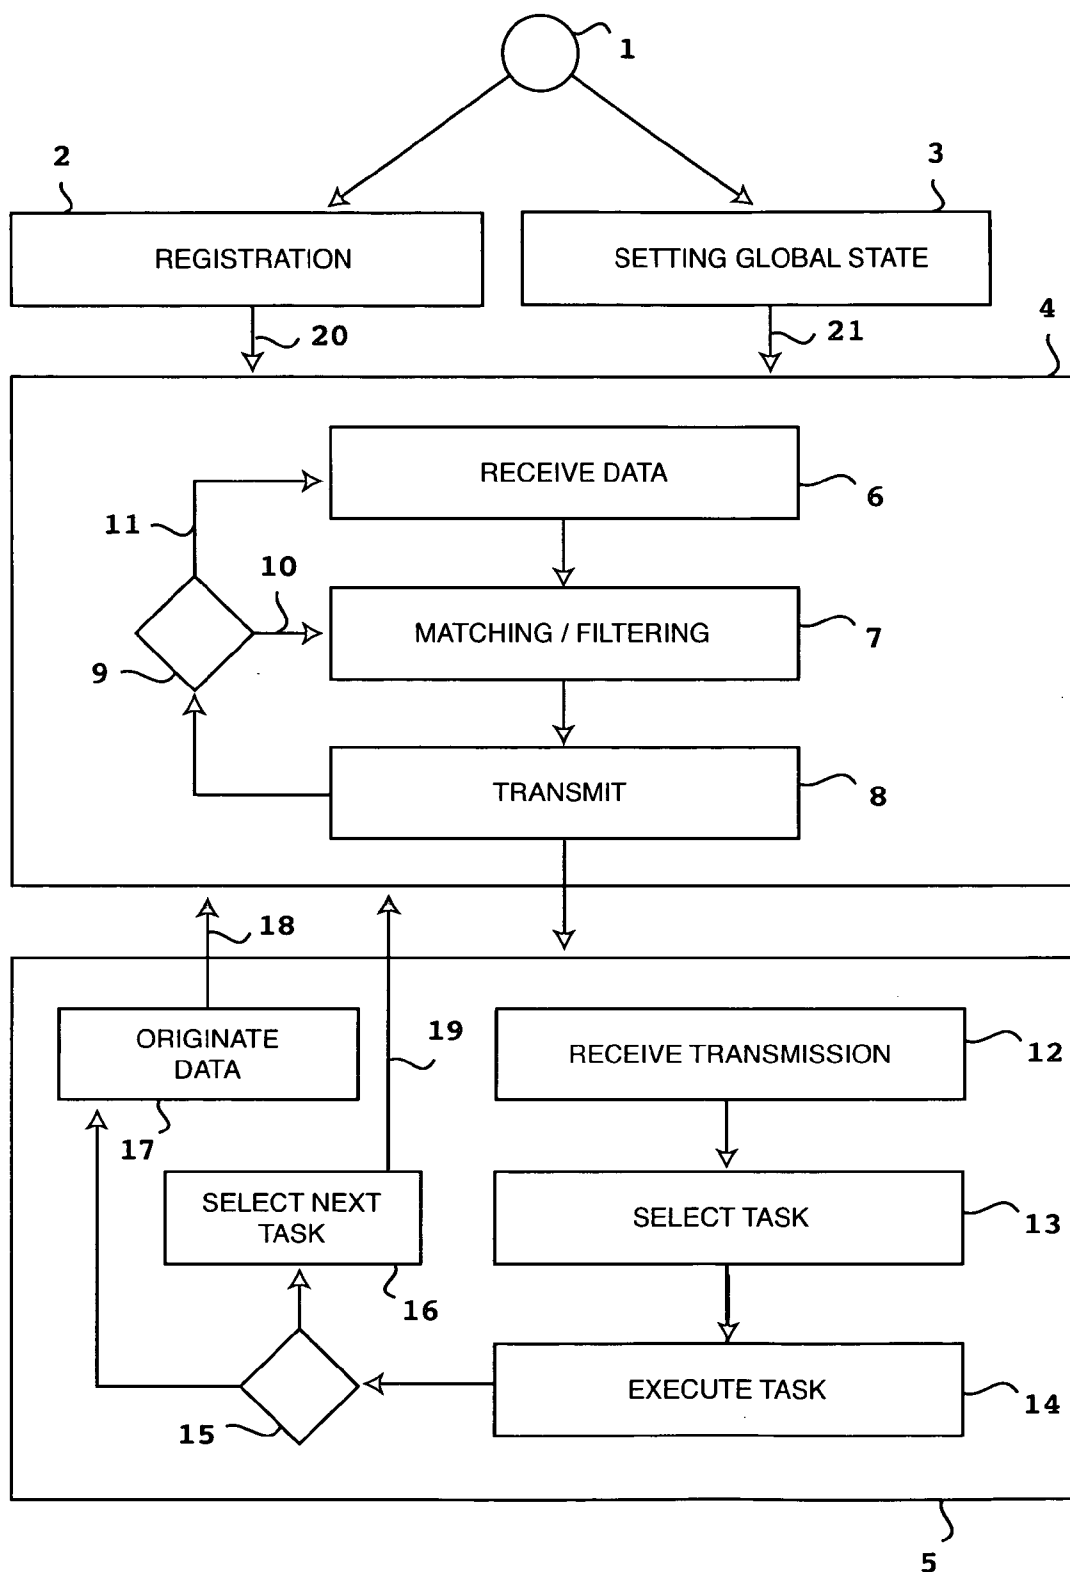 1
2
3
REGISTRATION
SETTING GLOBAL STATE
20
21
4
RECEIVE DATA
6
11
10
MATCHING / FILTERING
7
9
TRANSMIT
8
18
19
ORIGINATE
DATA
RECEIVE TRANSMISSION
12
17
SELECT NEXT
TASK
SELECT TASK
13
16
EXECUTE TASK
14
15
5